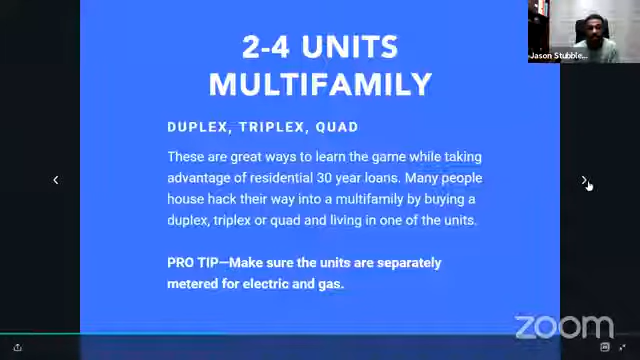 2-4 UNITS
MULTIFAMILY
Jason Stubble...
DUPLEX, TRIPLEX, QUAD
These are great ways to learn the game while taking
advantage of residential 30 year loans. Many people
house hack their way into a multifamily by buying a
duplex, triplex or quad and living in one of the units.
PRO TIP—Make sure the units are separately
metered for electric and gas.
zoom